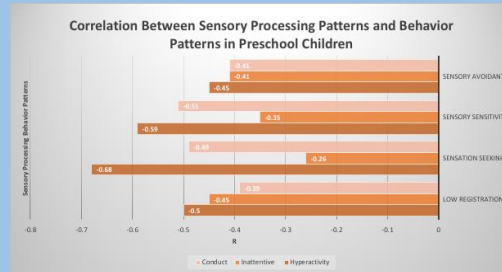 Correlation Between Sensory Processing Patterns and Behavior
Patterns in Preschool Children
Sensory Processing Behavior Patterns
-0.41
-0.41
-0.45
SENSORY AVOIDANT
-0.51
-0.35
-0.59
SENSORY SENSITIVIT
-0.49
-0.26
-0.68
SENSATION SEEKING
-0.39
-0.45
-0.5
LOW REGISTRATION
-0.8 -0.7 -0.6 -0.5 -0.4 -0.3 -0.2 -0.1 0
R
Conduct Inattentive Hyperactivity